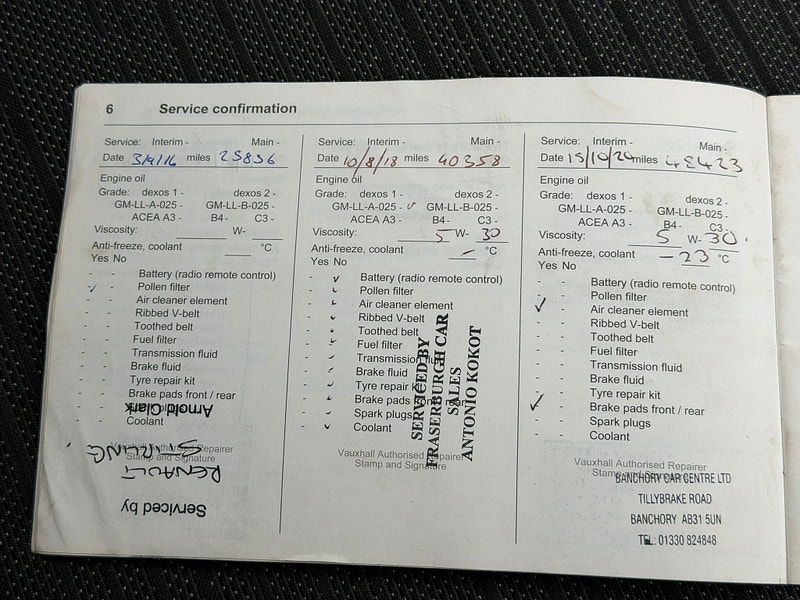 6 Service confirmation
Service: Interim - Main -
Date 3/9/16 miles 25836
Engine oil
Grade: dexos 1 - dexos 2 -
GM-LL-A-025 - GM-LL-B-025 -
ACEA A3 - B4 - C3 -
Viscosity: W-
Anti-freeze, coolant °C
Yes No
- - Battery (radio remote control)
✓ - Pollen filter
- - Air cleaner element
- - Ribbed V-belt
- - Toothed belt
- - Fuel filter
- - Transmission fluid
- - Brake fluid
- - Tyre repair kit
- - Brake pads front / rear
- - Coolant
Vauxhall Authorised Repairer
Stamp and Signature
Serviced by
RENAULT
STIRLING
Arnold Clark
Service: Interim - Main -
Date 10/8/18 miles 40358
Engine oil
Grade: dexos 1 - dexos 2 -
GM-LL-A-025 - ✓ GM-LL-B-025 -
ACEA A3 - B4 - C3 -
Viscosity: 5 W- 30
Anti-freeze, coolant - °C
Yes No
- ✓ Battery (radio remote control)
- ✓ Pollen filter
- ✓ Air cleaner element
- ✓ Ribbed V-belt
- ✓ Toothed belt
- ✓ Fuel filter
- ✓ Transmission fluid
- ✓ Brake fluid
- ✓ Tyre repair kit
- ✓ Brake pads front / rear
- ✓ Spark plugs
- ✓ Coolant
Vauxhall Authorised Repairer
Stamp and Signature
SERVICED BY
FRASERBURGH CAR
SALES
ANTONIO KOKOT
Service: Interim - Main -
Date miles 48423
Engine oil
Grade: dexos 1 - dexos 2 -
GM-LL-A-025 - GM-LL-B-025 -
ACEA A3 - B4 - C3 -
Viscosity: 5 W- 30
Anti-freeze, coolant -23 °C
Yes No
- - Battery (radio remote control)
- - Pollen filter
✓ - Air cleaner element
- - Ribbed V-belt
- - Toothed belt
- - Fuel filter
- - Transmission fluid
- - Brake fluid
- - Tyre repair kit
✓ - Brake pads front / rear
- - Spark plugs
- - Coolant
Vauxhall Authorised Repairer
Stamp and Signature
BANCHORY CAR CENTRE LTD
TILLYBRAKE ROAD
BANCHORY AB31 5UN
TEL: 01330 824848